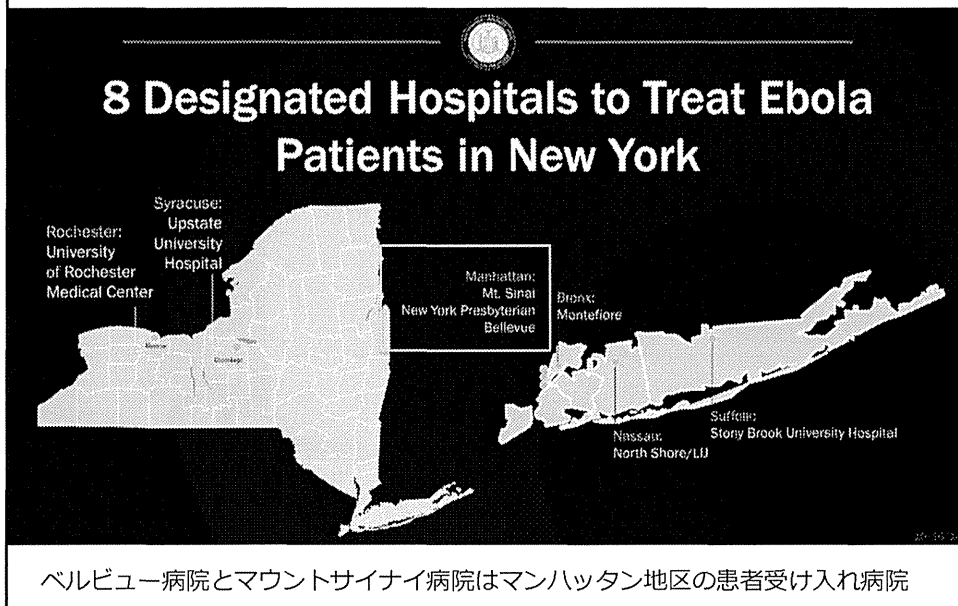 8 Designated Hospitals to Treat Ebola
Patients in New York
Rochester:
University
of Rochester
Medical Center
Syracuse:
Upstate
University
Hospital
Manhattan:
Mt. Sinai
New York Presbyterian
Bellevue
Bronx:
Montefiore
Nassau:
North Shore/LIJ
Suffolk:
Stony Brook University Hospital
ベルビュー病院とマウントサイナイ病院はマンハッタン地区の患者受け入れ病院